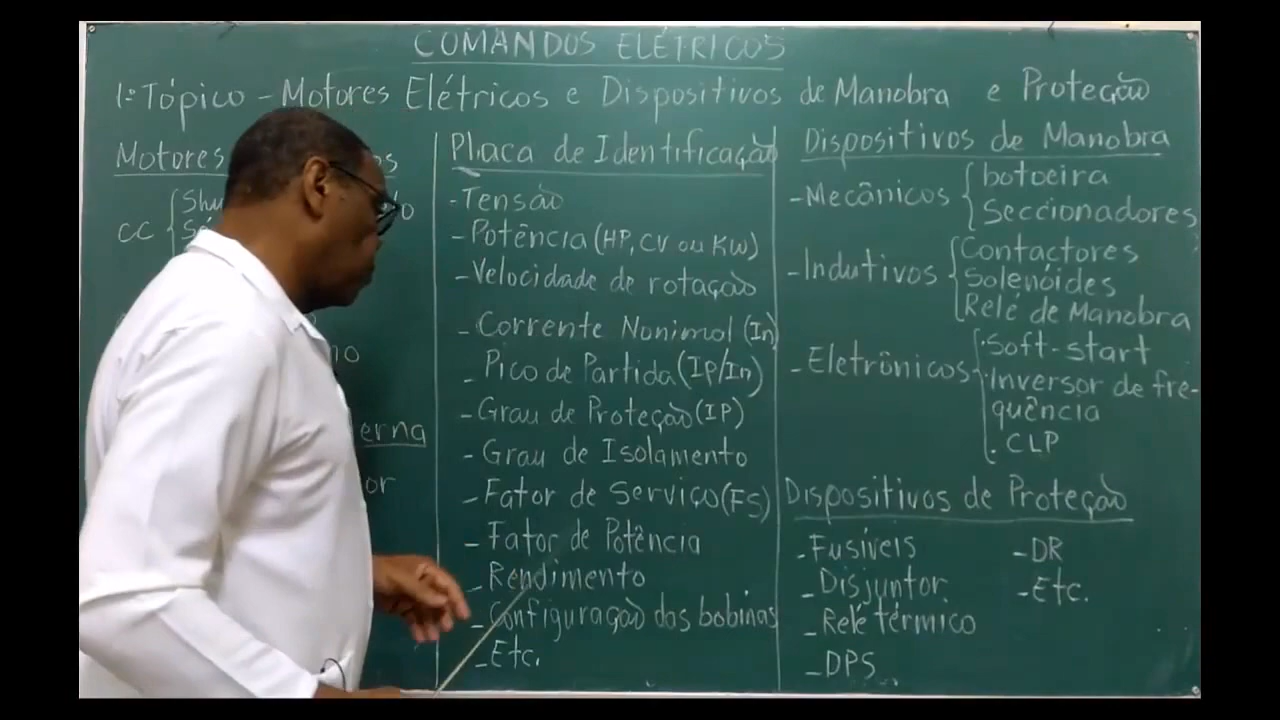 COMANDOS ELÉTRICOS
1º Tópico - Motores Elétricos e Dispositivos de Manobra e Proteção
Motores
CC { Shu
Placa de Identificação
- Tensão
- Potência (HP, CV ou KW)
- Velocidade de rotação
- Corrente Nonimol (In)
- Pico de Partida (Ip/In)
- Grau de Proteção (IP)
- Grau de Isolamento
- Fator de Serviço (FS)
- Fator de Potência
- Rendimento
- Configuração das bobinas
- Etc.
Dispositivos de Manobra
- Mecânicos { botoeira
Seccionadores
- Indutivos { Contactores
Solenóides
Relé de Manobra
- Eletrônicos { . Soft-start
. Inversor de fre-
quência
. CLP
Dispositivos de Proteção
- Fusíveis
- Disjuntor.
- Relé térmico
- DPS
- DR
- Etc.